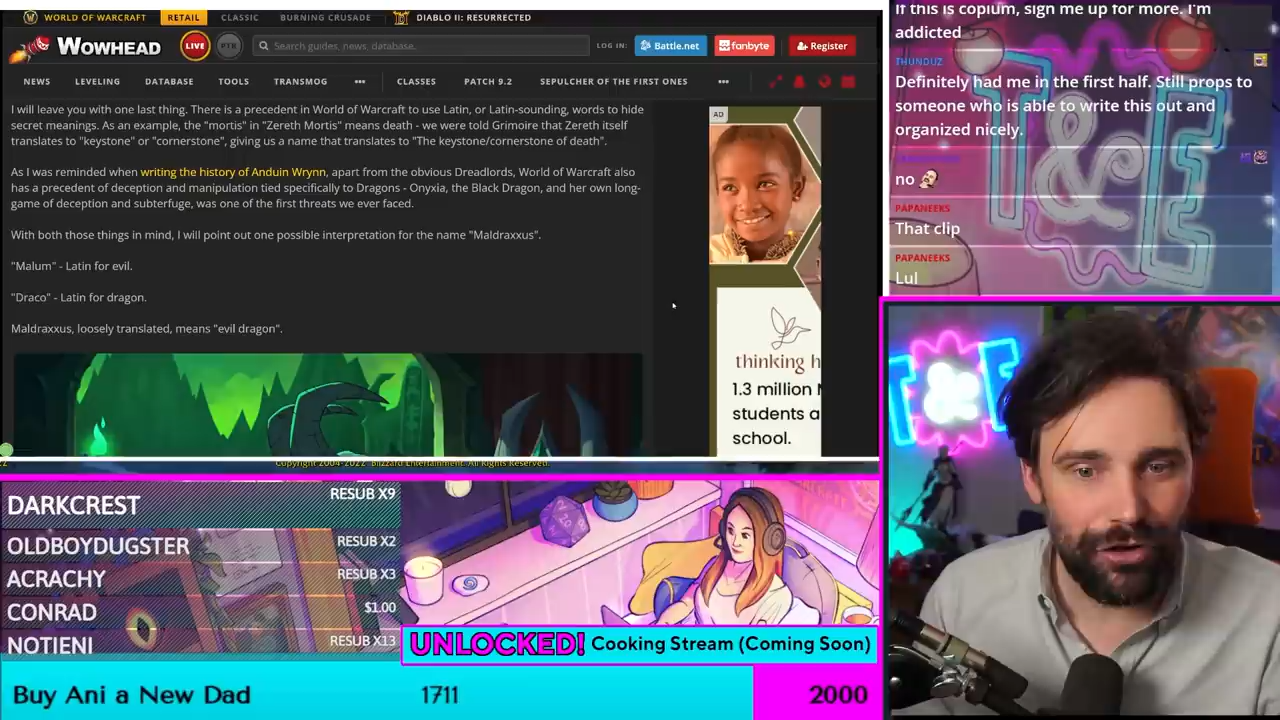 WORLD OF WARCRAFT RETAIL CLASSIC BURNING CRUSADE DIABLO II: RESURRECTED
WOWHEAD LIVE PTR Search guides, news, database. LOG IN: Battle.net fanbyte Register
NEWS LEVELING DATABASE TOOLS TRANSMOG ••• CLASSES PATCH 9.2 SEPULCHER OF THE FIRST ONES •••
I will leave you with one last thing. There is a precedent in World of Warcraft to use Latin, or Latin-sounding, words to hide
secret meanings. As an example, the "mortis" in "Zereth Mortis" means death - we were told Grimoire that Zereth itself
translates to "keystone" or "cornerstone", giving us a name that translates to "The keystone/cornerstone of death".
As I was reminded when writing the history of Anduin Wrynn, apart from the obvious Dreadlords, World of Warcraft also
has a precedent of deception and manipulation tied specifically to Dragons - Onyxia, the Black Dragon, and her own long-
game of deception and subterfuge, was one of the first threats we ever faced.
With both those things in mind, I will point out one possible interpretation for the name "Maldraxxus".
"Malum" - Latin for evil.
"Draco" - Latin for dragon.
Maldraxxus, loosely translated, means "evil dragon".
AD
thinking h
1.3 million
students a
school.
Copyright 2004-2022 Blizzard Entertainment. All Rights Reserved.
If this is copium, sign me up for more. I'm
addicted
THUNDUZ
Definitely had me in the first half. Still props to
someone who is able to write this out and
organized nicely.
no
PAPANEEKS
That clip
PAPANEEKS
Lul
T&E
DARKCREST RESUB X9
OLDBOYDUGSTER RESUB X2
ACRACHY RESUB X3
CONRAD $1.00
NOTIENI RESUB X13
UNLOCKED! Cooking Stream (Coming Soon)
Buy Ani a New Dad 1711 2000